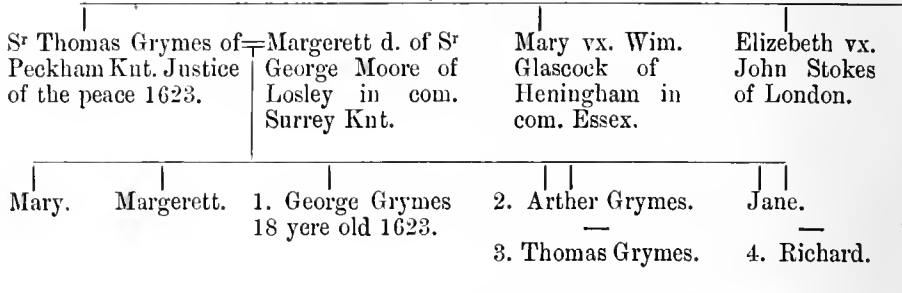 Sʳ Thomas Grymes of=Margerett d. of Sʳ
Peckham Knt. Justice
of the peace 1623.
George Moore of
Losley in com.
Surrey Knt.
Mary vx. Wim.
Glascock of
Heningham in
com. Essex.
Elizebeth vx.
John Stokes
of London.
Mary.
Margerett.
1. George Grymes
18 yere old 1623.
2. Arther Grymes.
3. Thomas Grymes.
Jane.
4. Richard.